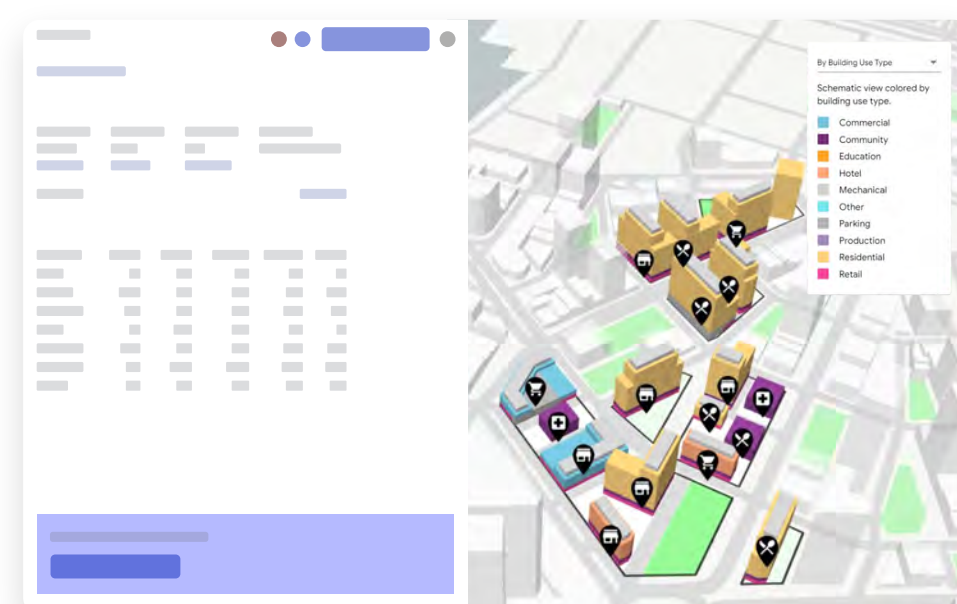 By Building Use Type
Schematic view colored by
building use type.
Commercial
Community
Education
Hotel
Mechanical
Other
Parking
Production
Residential
Retail